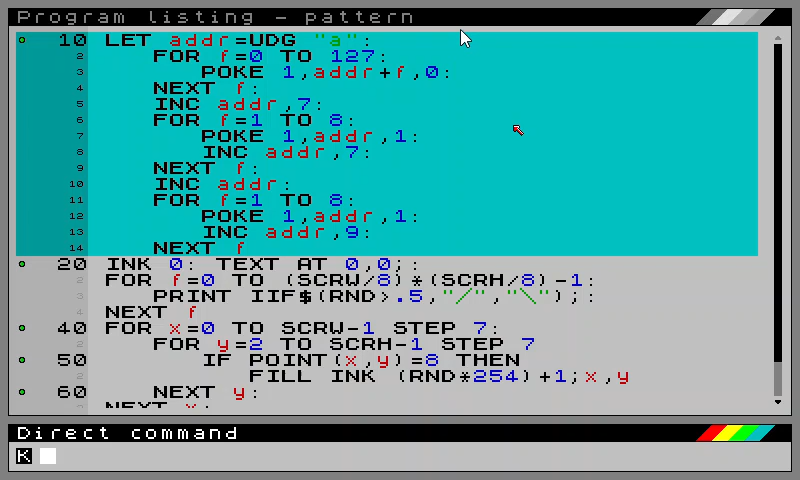 Program listing - pattern
10 LET addr=UDG "a":
2 FOR f=0 TO 127:
3 POKE 1,addr+f,0:
4 NEXT f:
5 INC addr,7:
6 FOR f=1 TO 8:
7 POKE 1,addr,1:
8 INC addr,7:
9 NEXT f:
10 INC addr:
11 FOR f=1 TO 8:
12 POKE 1,addr,1:
13 INC addr,9:
14 NEXT f
20 INK 0: TEXT AT 0,0;:
2 FOR f=0 TO (SCRW/8)*(SCRH/8)-1:
3 PRINT IIF$(RND>.5,"/","\");:
4 NEXT f
40 FOR x=0 TO SCRW-1 STEP 7:
2 FOR y=2 TO SCRH-1 STEP 7
50 IF POINT(x,y)=8 THEN
2 FILL INK (RND*254)+1;x,y
60 NEXT y:
NEXT x:
Direct command
K